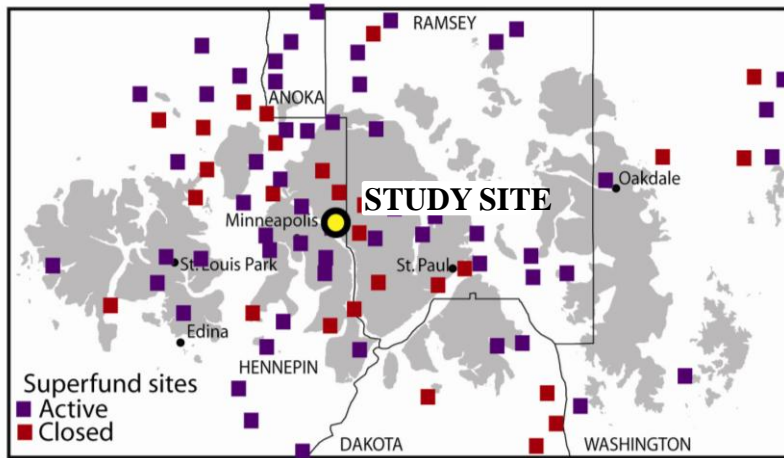 RAMSEY
ANOKA
STUDY SITE
Oakdale
Minneapolis
St. Louis Park
St. Paul
Edina
HENNEPIN
Superfund sites
Active
Closed
DAKOTA
WASHINGTON